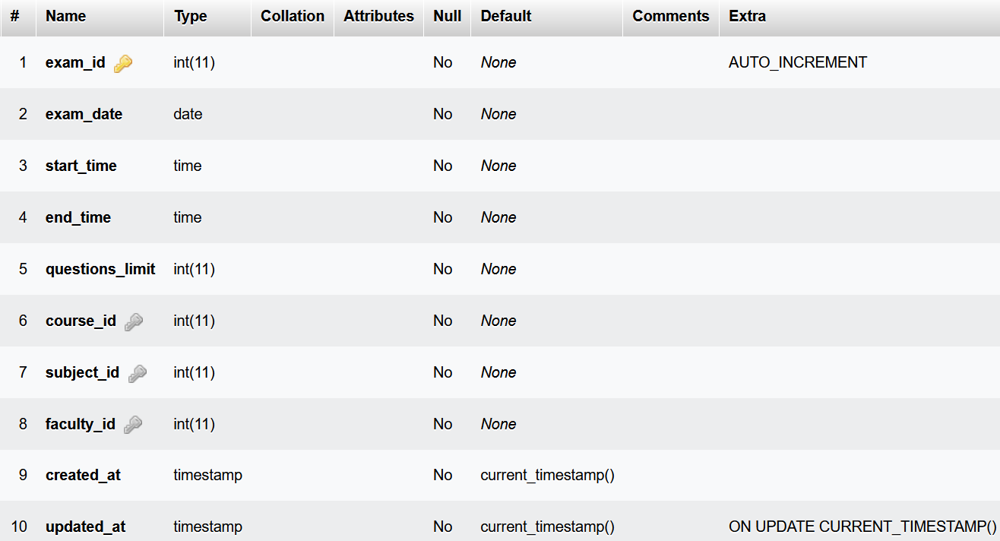 # Name Type Collation Attributes Null Default Comments Extra
1 exam_id int(11) No None AUTO_INCREMENT
2 exam_date date No None
3 start_time time No None
4 end_time time No None
5 questions_limit int(11) No None
6 course_id int(11) No None
7 subject_id int(11) No None
8 faculty_id int(11) No None
9 created_at timestamp No current_timestamp()
10 updated_at timestamp No current_timestamp() ON UPDATE CURRENT_TIMESTAMP()